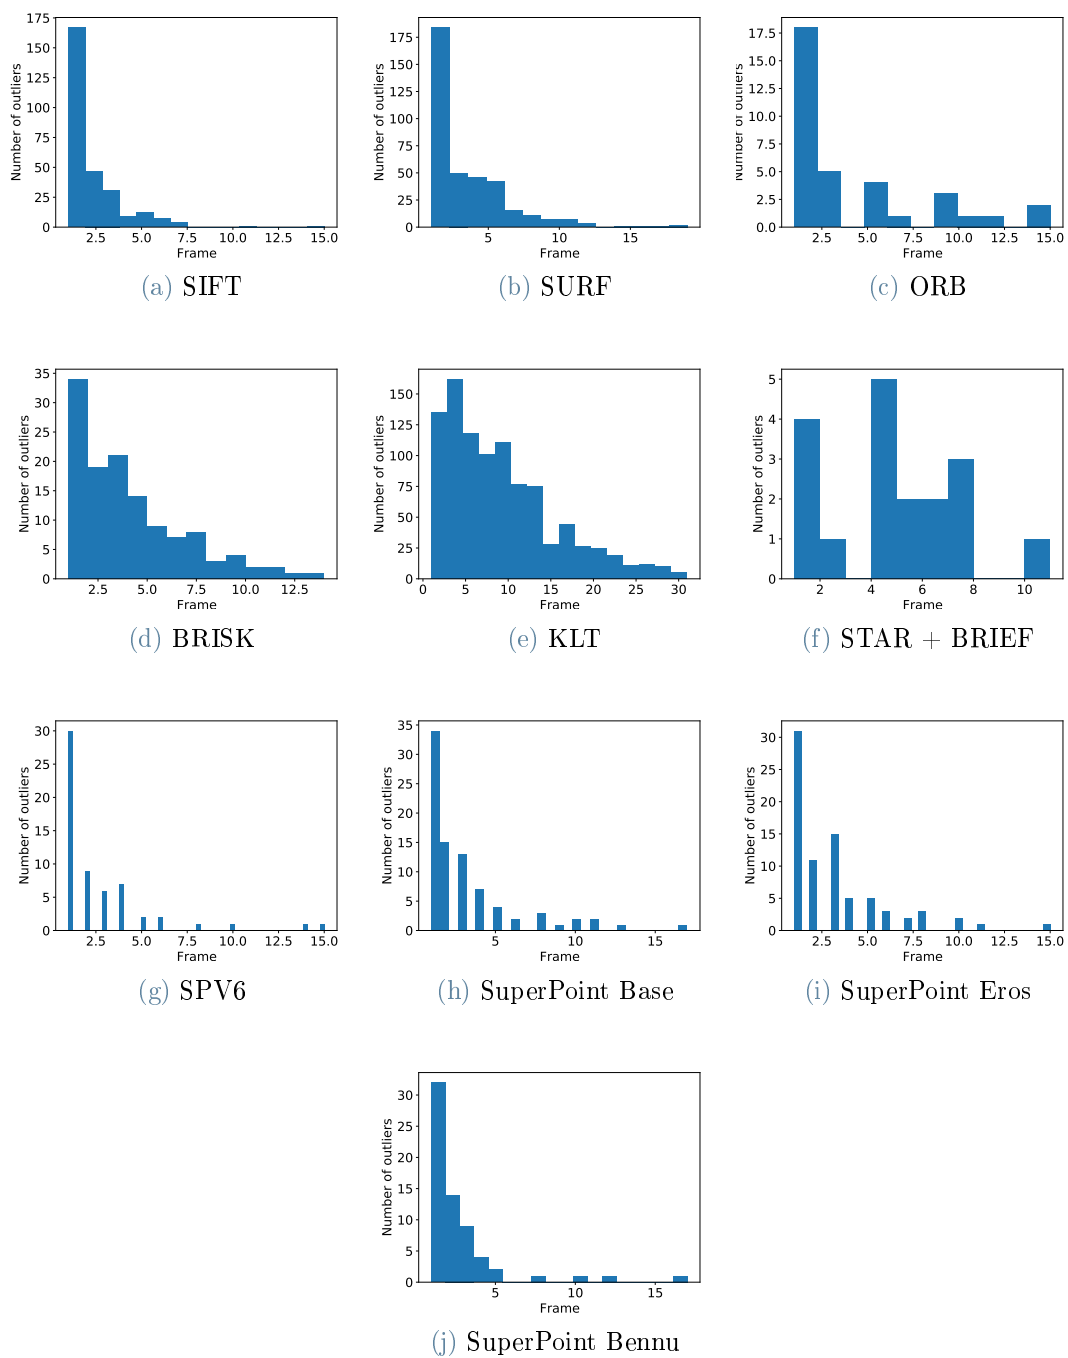 175
150
125
100
75
50
25
0
Number of outliers
2.5 5.0 7.5 10.0 12.5 15.0
Frame
(a) SIFT
175
150
125
100
75
50
25
0
Number of outliers
5 10 15
Frame
(b) SURF
17.5
15.0
12.5
10.0
7.5
5.0
2.5
0.0
Number of outliers
2.5 5.0 7.5 10.0 12.5 15.0
Frame
(c) ORB
35
30
25
20
15
10
5
0
Number of outliers
2.5 5.0 7.5 10.0 12.5
Frame
(d) BRISK
150
125
100
75
50
25
0
Number of outliers
0 5 10 15 20 25 30
Frame
(e) KLT
5
4
3
2
1
0
Number of outliers
2 4 6 8 10
Frame
(f) STAR + BRIEF
30
25
20
15
10
5
0
Number of outliers
2.5 5.0 7.5 10.0 12.5 15.0
Frame
(g) SPV6
35
30
25
20
15
10
5
0
Number of outliers
5 10 15
Frame
(h) SuperPoint Base
30
25
20
15
10
5
0
Number of outliers
2.5 5.0 7.5 10.0 12.5 15.0
Frame
(i) SuperPoint Eros
30
25
20
15
10
5
0
Number of outliers
5 10 15
Frame
(j) SuperPoint Bennu